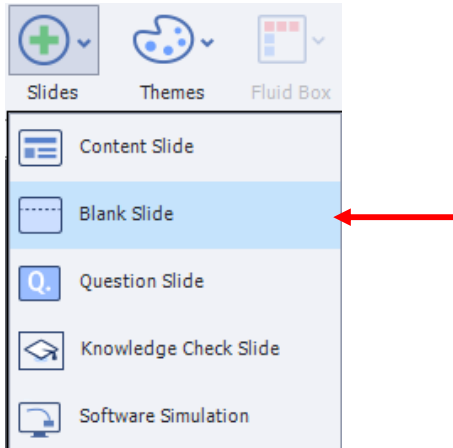 Slides Themes Fluid Box
Content Slide
Blank Slide
Q. Question Slide
Knowledge Check Slide
Software Simulation